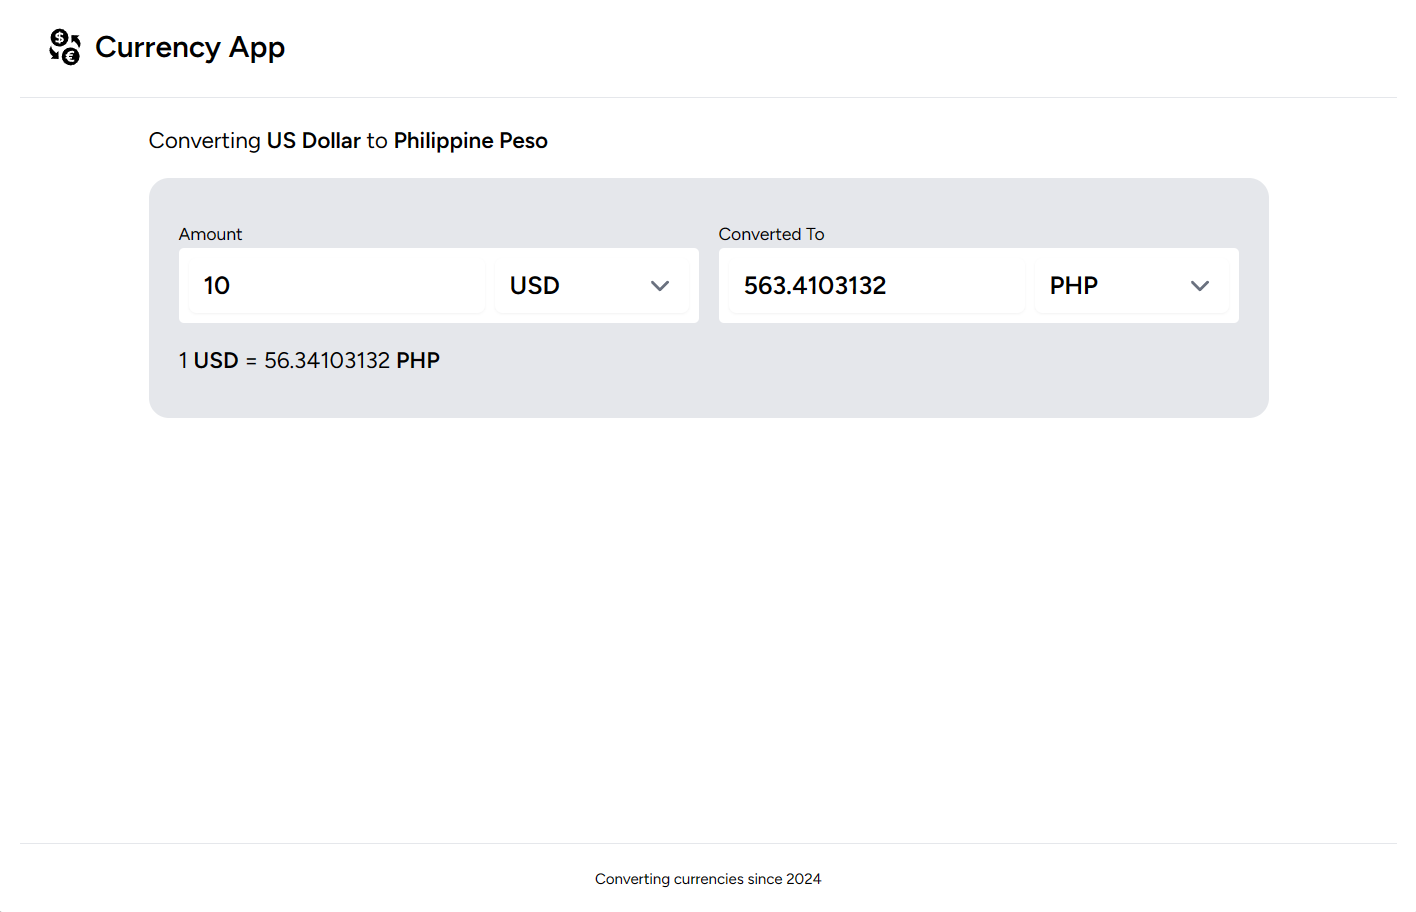 Currency App
Converting US Dollar to Philippine Peso
Amount
Converted To
10 USD
563.4103132 PHP
1 USD = 56.34103132 PHP
Converting currencies since 2024